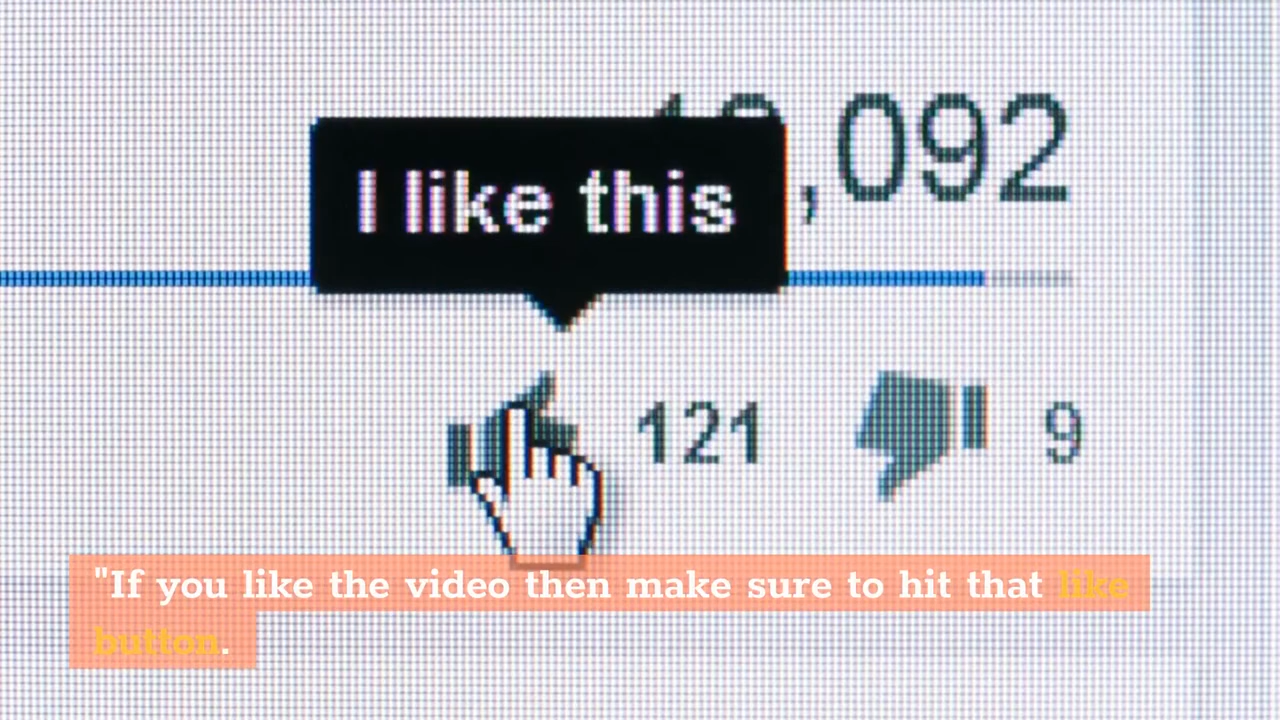 ,092
I like this
121 9
"If you like the video then make sure to hit that like
button.